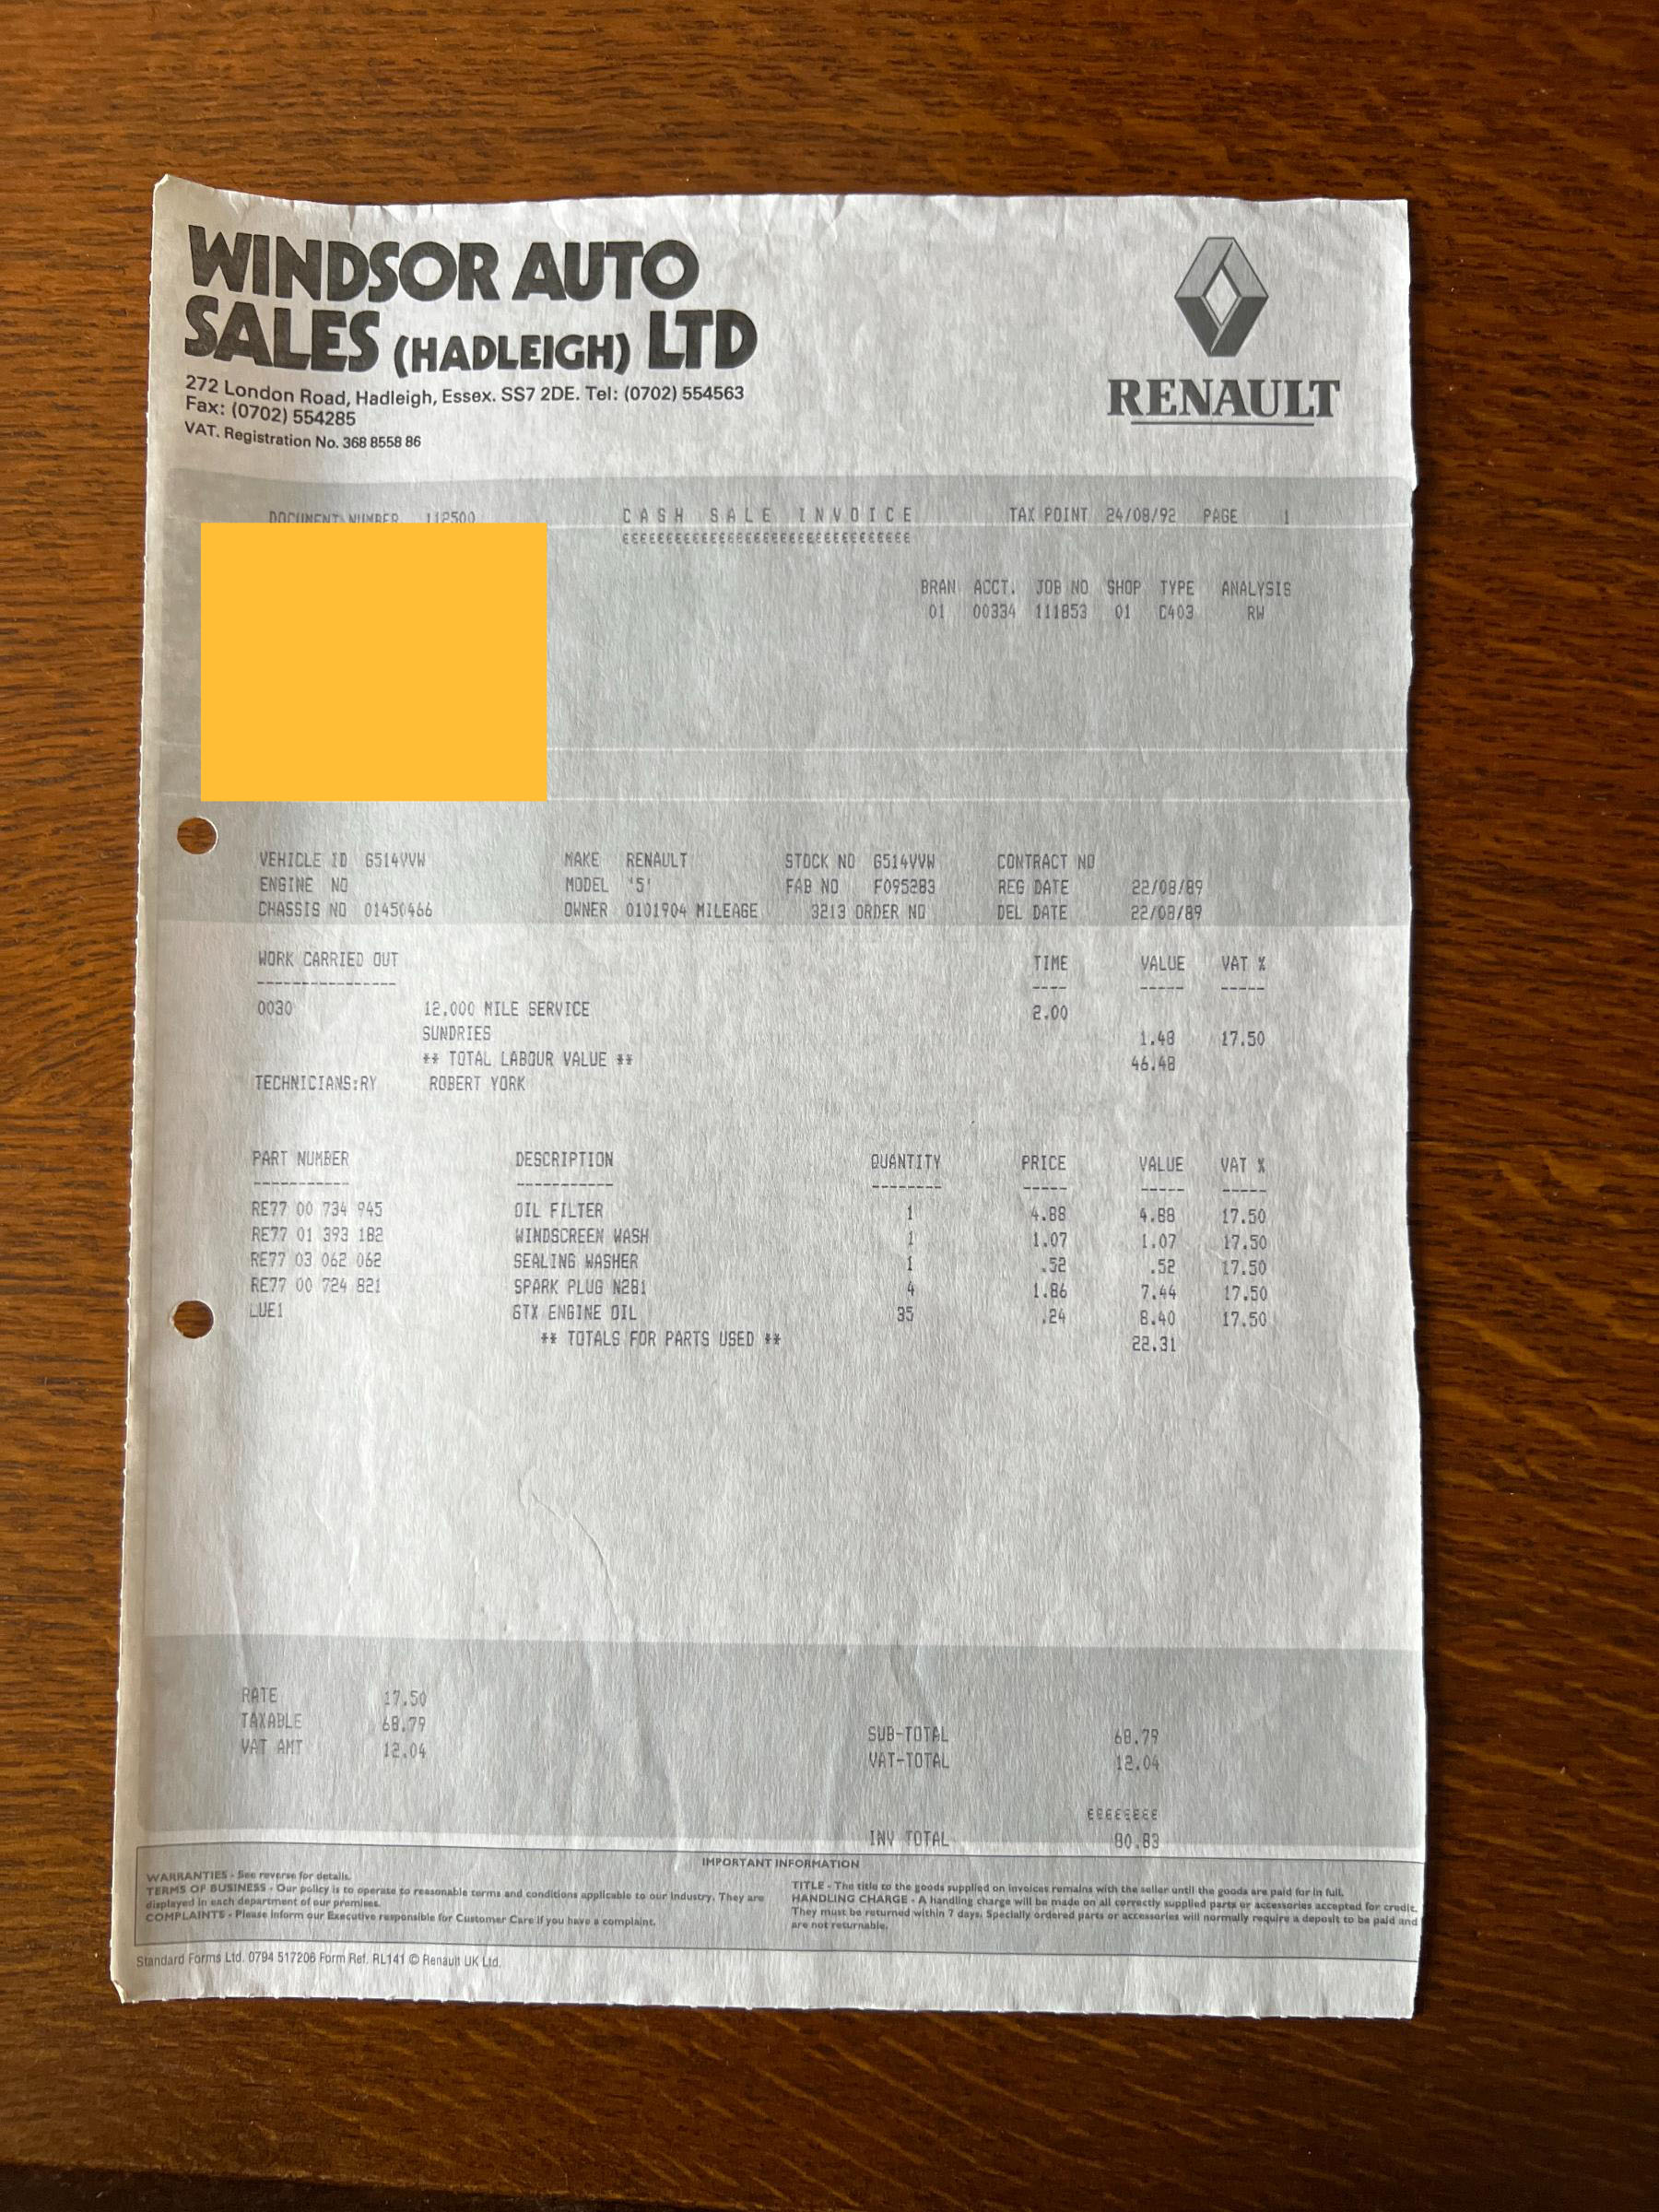 WINDSOR AUTO
SALES (HADLEIGH) LTD
272 London Road, Hadleigh, Essex. SS7 2DE. Tel: (0702) 554563
Fax: (0702) 554285
VAT. Registration No. 368 8558 86
RENAULT
DOCUMENT NUMBER 112500 CASH SALE INVOICE TAX POINT 24/08/92 PAGE 1
£££££££££££££££££££££££££££££££££
BRAN ACCT. JOB NO SHOP TYPE ANALYSIS
01 00334 111853 01 C403 RW
VEHICLE ID G514VVW MAKE RENAULT STOCK NO G514VVW CONTRACT NO
ENGINE NO MODEL '5' FAB NO F095283 REG DATE 22/08/89
CHASSIS NO 01450466 OWNER 0101904 MILEAGE 3213 ORDER NO DEL DATE 22/08/89
WORK CARRIED OUT TIME VALUE VAT %
---------------- ---- ----- -----
0030 12,000 MILE SERVICE 2.00
SUNDRIES 1.48 17.50
** TOTAL LABOUR VALUE ** 46.48
TECHNICIANS:RY ROBERT YORK
PART NUMBER DESCRIPTION QUANTITY PRICE VALUE VAT %
----------- ----------- -------- ----- ----- -----
RE77 00 734 945 OIL FILTER 1 4.88 4.88 17.50
RE77 01 393 182 WINDSCREEN WASH 1 1.07 1.07 17.50
RE77 03 062 062 SEALING WASHER 1 .52 .52 17.50
RE77 00 724 821 SPARK PLUG N281 4 1.86 7.44 17.50
LUE1 GTX ENGINE OIL 35 .24 8.40 17.50
** TOTALS FOR PARTS USED ** 22.31
RATE 17.50
TAXABLE 68.79 SUB-TOTAL 68.79
VAT AMT 12.04 VAT-TOTAL 12.04
££££££££
INV TOTAL 80.83
IMPORTANT INFORMATION
WARRANTIES - See reverse for details.
TERMS OF BUSINESS - Our policy is to operate to reasonable terms and conditions applicable to our Industry. They are
displayed in each department of our premises.
COMPLAINTS - Please inform our Executive responsible for Customer Care if you have a complaint.
TITLE - The title to the goods supplied on invoices remains with the seller until the goods are paid for in full.
HANDLING CHARGE - A handling charge will be made on all correctly supplied parts or accessories accepted for credit.
They must be returned within 7 days. Specially ordered parts or accessories will normally require a deposit to be paid and
are not returnable.
Standard Forms Ltd. 0794 517206 Form Ref. RL141 © Renault UK Ltd.